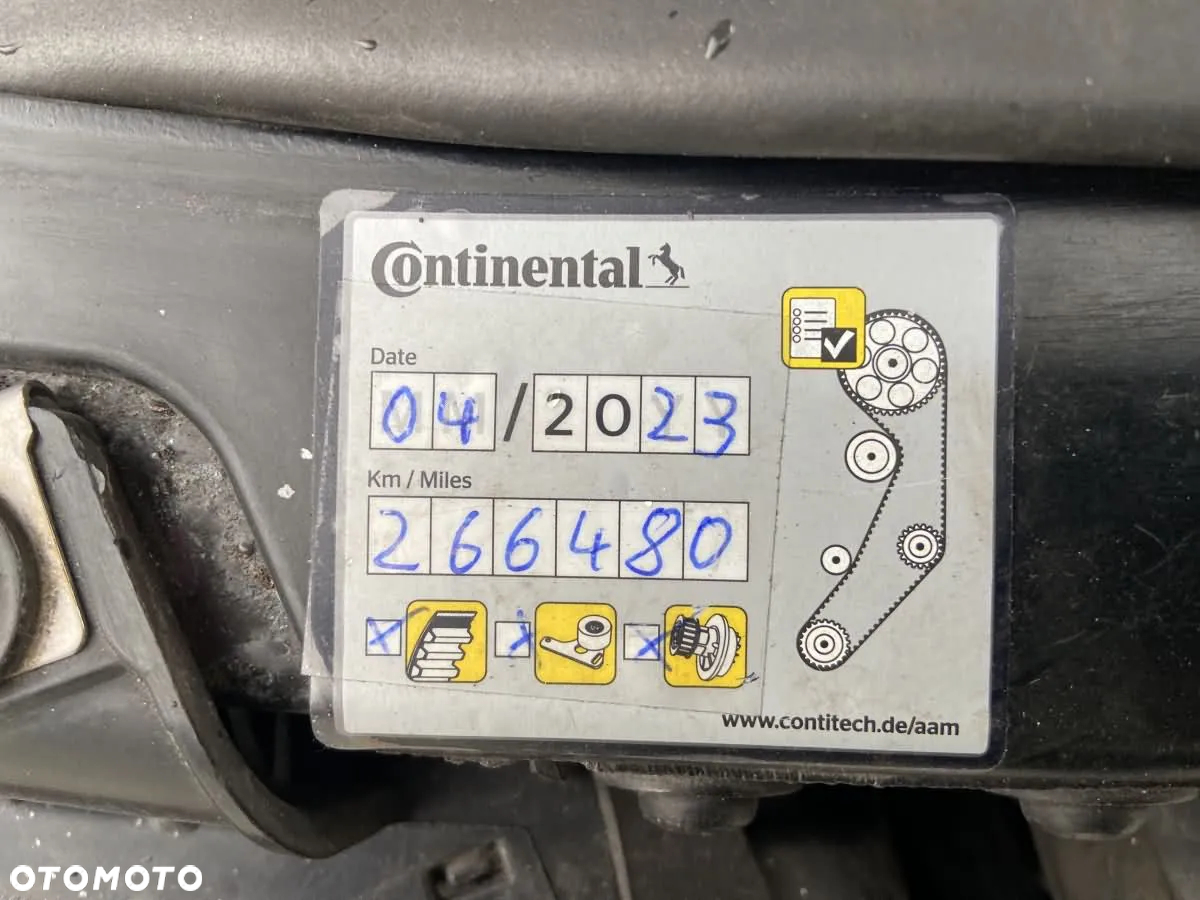 Continental
Date
04/2023
Km / Miles
266480
www.contitech.de/aam
OTOMOTO